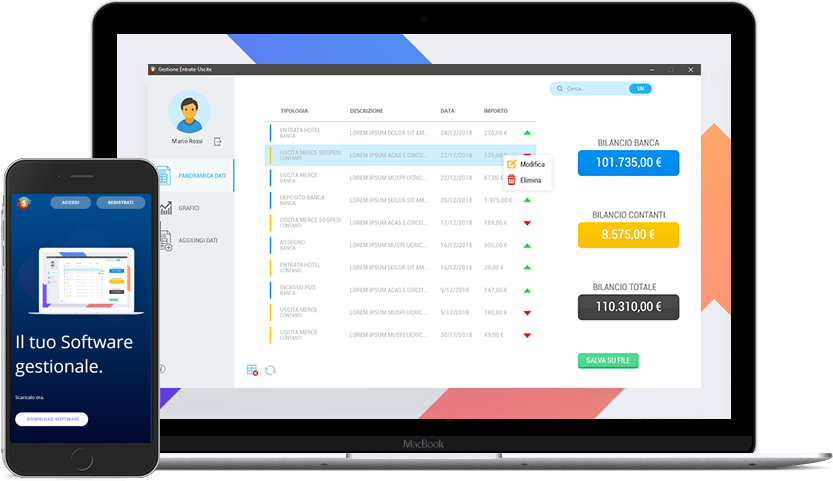 Gestione Entrate-Uscite
Cerca...
VAI
Mario Rossi
PANORAMICA DATI
GRAFICI
AGGIUNGI DATI
TIPOLOGIA DESCRIZIONE DATA IMPORTO
ENTRATA HOTEL
BANCA
LOREM IPSUM DOLOR SIT AM... 24/12/2018 270,00 €
USCITA MERCE SOSPESI
CONTANTI
LOREM IPSUM ACAS E CIRCU... 23/12/2018 135,00 €
Modifica
Elimina
USCITA MERCE
BANCA
LOREM IPSUM MUSPI UCRIC... 22/12/2018 87,00 €
DEPOSITO BANCA
BANCA
LOREM IPSUM DOLOR SIT AM... 20/12/2018 1.375,00 €
USCITA MERCE SOSPESI
CONTANTI
LOREM IPSUM ACAS E CIRCU... 17/12/2018 189,00 €
ASSEGNO
BANCA
LOREM IPSUM MUSPI UCRIC... 16/12/2018 500,00 €
ENTRATA HOTEL
CONTANTI
LOREM IPSUM DOLOR SIT AM... 16/12/2018 20,00 €
INCASSO POS
BANCA
LOREM IPSUM ACAS E CIRCU... 9/12/2018 147,00 €
USCITA MERCE
CONTANTI
LOREM IPSUM MUSPI UCRIC... 5/12/2018 180,00 €
USCITA MERCE
CONTANTI
LOREM IPSUM MUSPI UCRIC... 30/11/2018 49,00 €
BILANCIO BANCA
101.735,00 €
BILANCIO CONTANTI
8.575,00 €
BILANCIO TOTALE
110.310,00 €
SALVA SU FILE
MacBook
ACCEDI
REGISTRATI
Il tuo Software
gestionale.
Scaricalo ora.
DOWNLOAD SOFTWARE